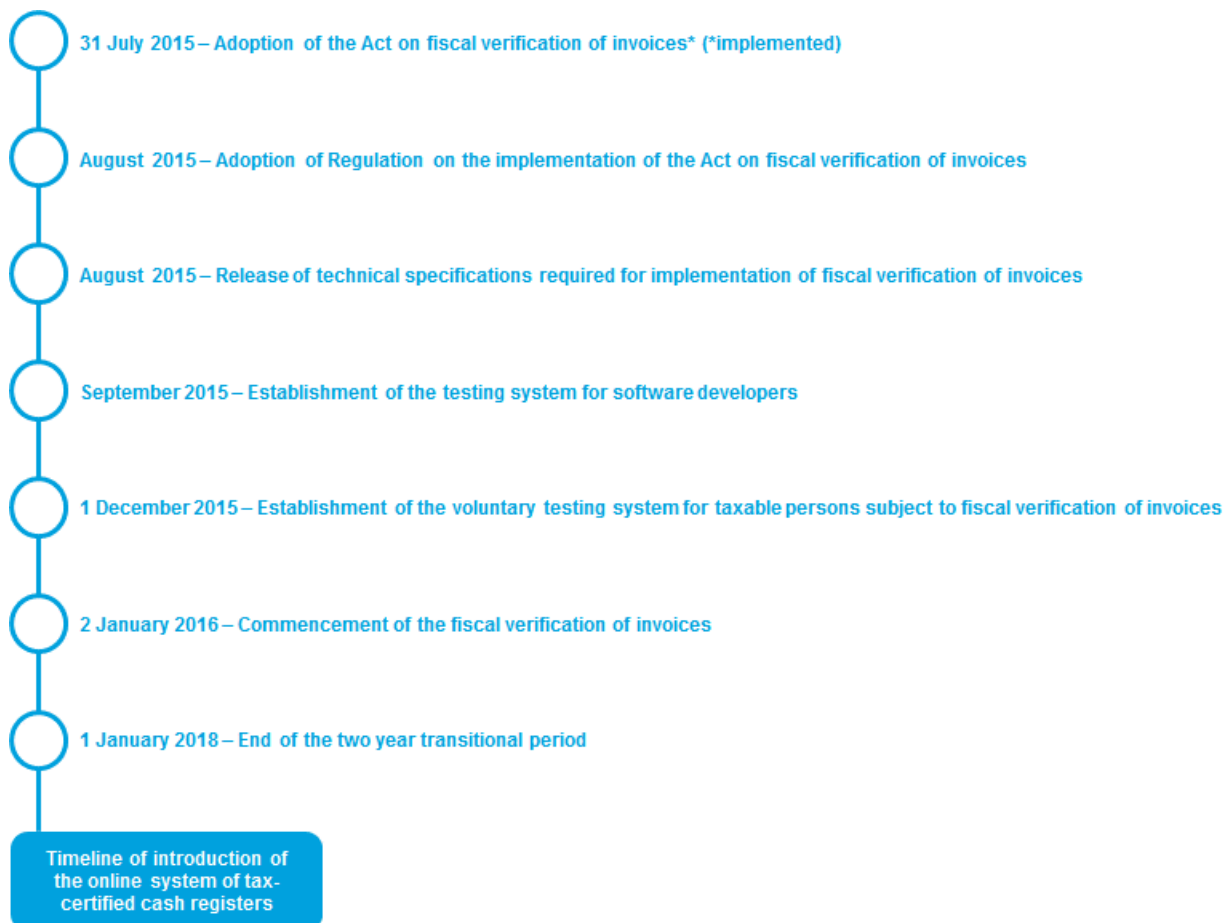 31 July 2015 – Adoption of the Act on fiscal verification of invoices* (*implemented)
August 2015 – Adoption of Regulation on the implementation of the Act on fiscal verification of invoices
August 2015 – Release of technical specifications required for implementation of fiscal verification of invoices
September 2015 – Establishment of the testing system for software developers
1 December 2015 – Establishment of the voluntary testing system for taxable persons subject to fiscal verification of invoices
2 January 2016 – Commencement of the fiscal verification of invoices
1 January 2018 – End of the two year transitional period
Timeline of introduction of
the online system of tax-
certified cash registers